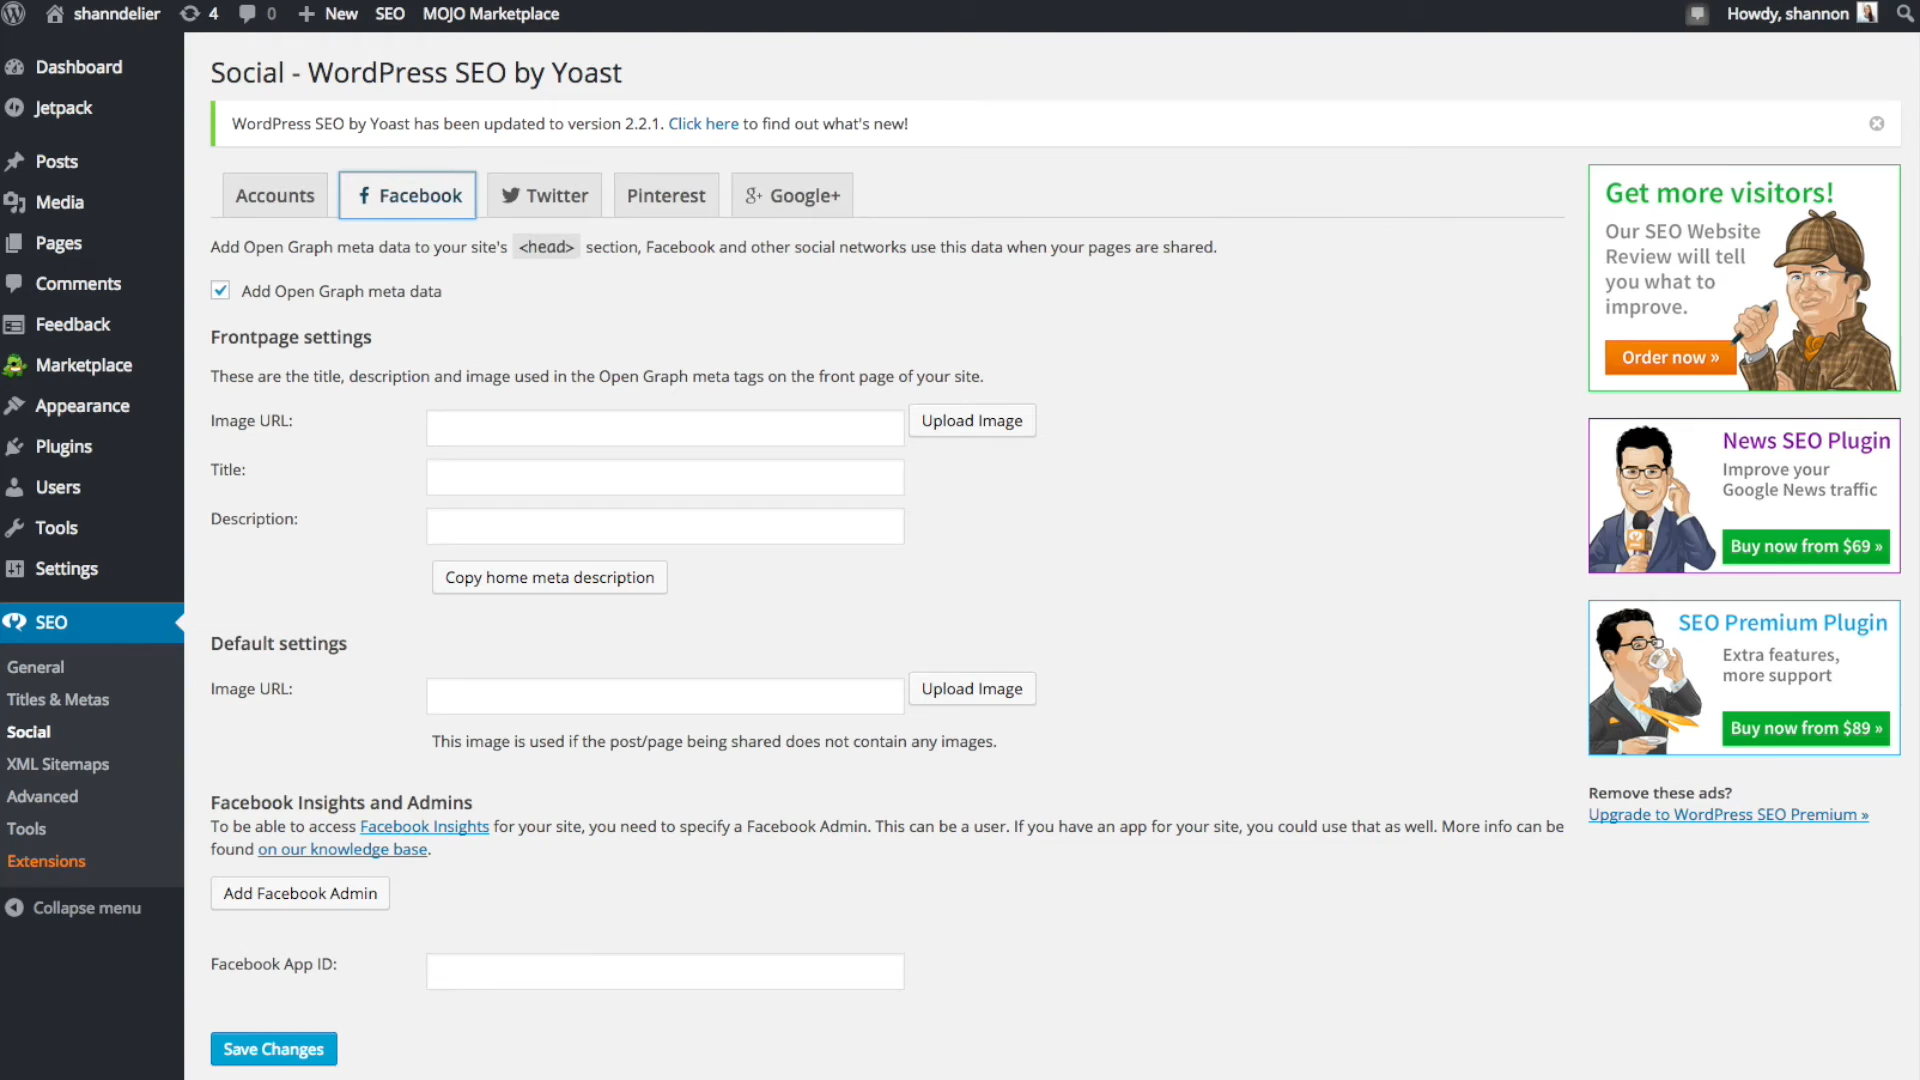 shanndelier 4 0 New SEO MOJO Marketplace Howdy, shannon
Dashboard
Jetpack
Posts
Media
Pages
Comments
Feedback
Marketplace
Appearance
Plugins
Users
Tools
Settings
SEO
General
Titles & Metas
Social
XML Sitemaps
Advanced
Tools
Extensions
Collapse menu
Social - WordPress SEO by Yoast
WordPress SEO by Yoast has been updated to version 2.2.1. Click here to find out what's new!
Accounts Facebook Twitter Pinterest Google+
Add Open Graph meta data to your site's <head> section, Facebook and other social networks use this data when your pages are shared.
Add Open Graph meta data
Frontpage settings
These are the title, description and image used in the Open Graph meta tags on the front page of your site.
Image URL: Upload Image
Title:
Description:
Copy home meta description
Default settings
Image URL: Upload Image
This image is used if the post/page being shared does not contain any images.
Facebook Insights and Admins
To be able to access Facebook Insights for your site, you need to specify a Facebook Admin. This can be a user. If you have an app for your site, you could use that as well. More info can be
found on our knowledge base.
Add Facebook Admin
Facebook App ID:
Save Changes
Get more visitors!
Our SEO Website
Review will tell
you what to
improve.
Order now »
News SEO Plugin
Improve your
Google News traffic
Buy now from $69 »
SEO Premium Plugin
Extra features,
more support
Buy now from $89 »
Remove these ads?
Upgrade to WordPress SEO Premium »